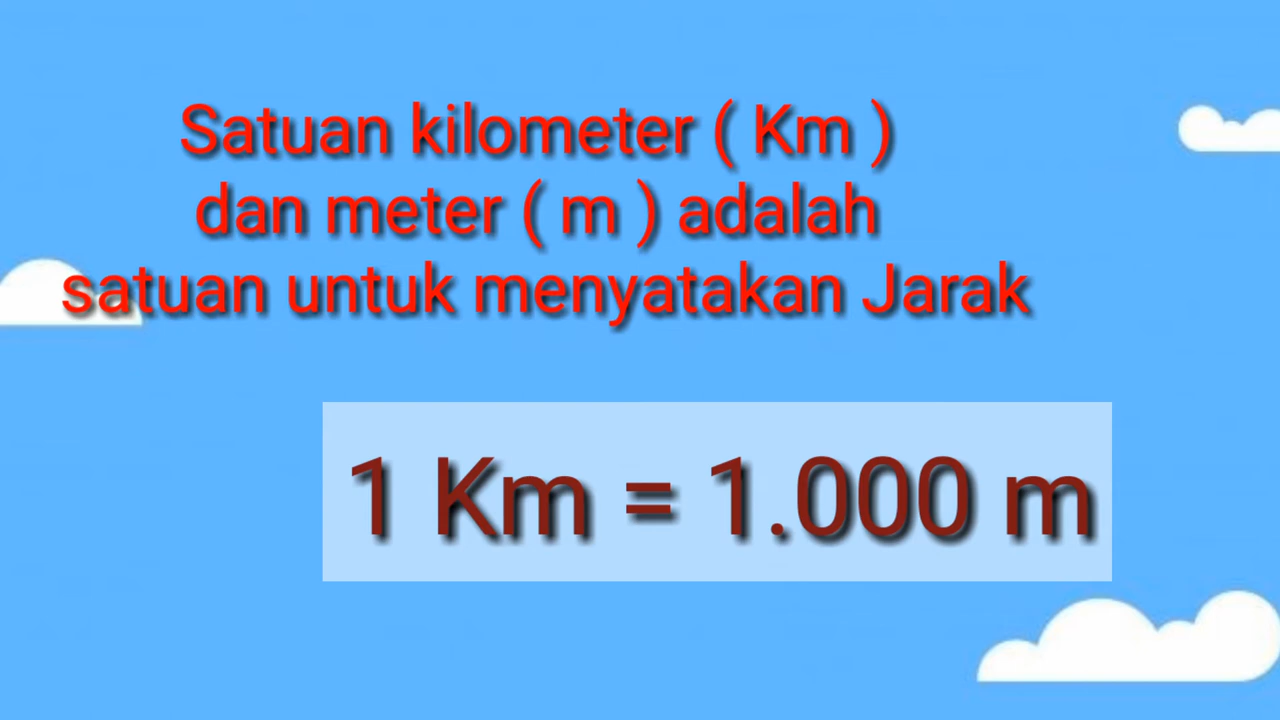 Satuan kilometer ( Km )
dan meter ( m ) adalah
satuan untuk menyatakan Jarak
1 Km = 1.000 m